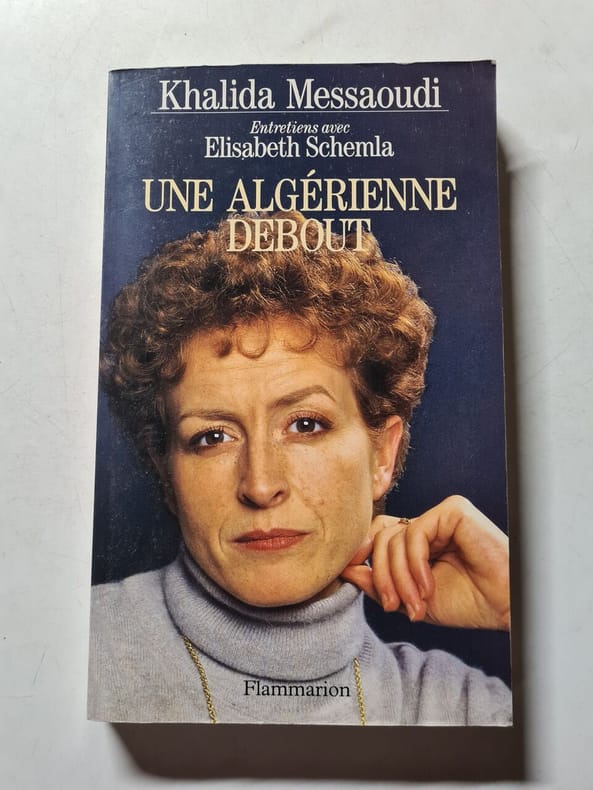 Khalida Messaoudi
Entretiens avec
Elisabeth Schemla
UNE ALGÉRIENNE
DEBOUT
Flammarion